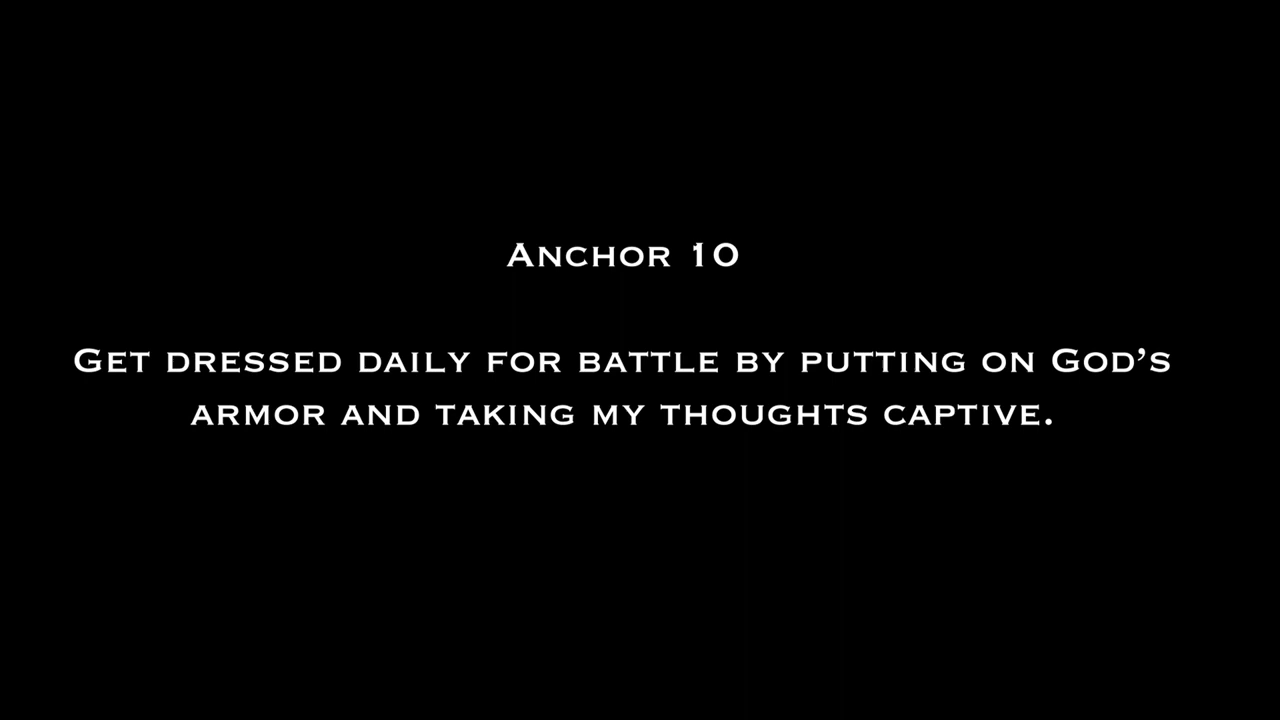 Anchor 10
Get dressed daily for battle by putting on God’s
armor and taking my thoughts captive.